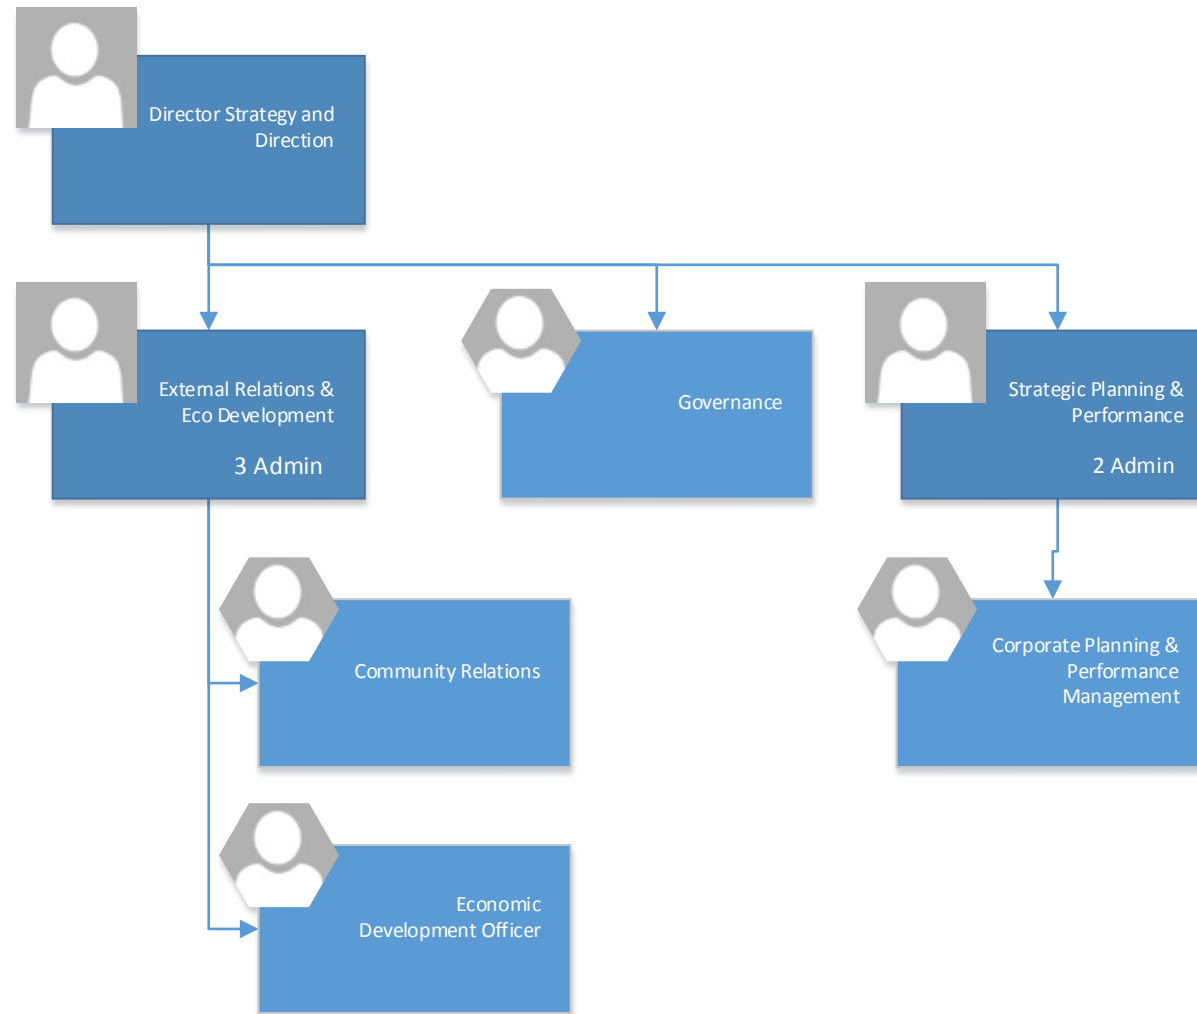 Director Strategy and
Direction
External Relations &
Eco Development
3 Admin
Governance
Strategic Planning &
Performance
2 Admin
Community Relations
Corporate Planning &
Performance
Management
Economic
Development Officer